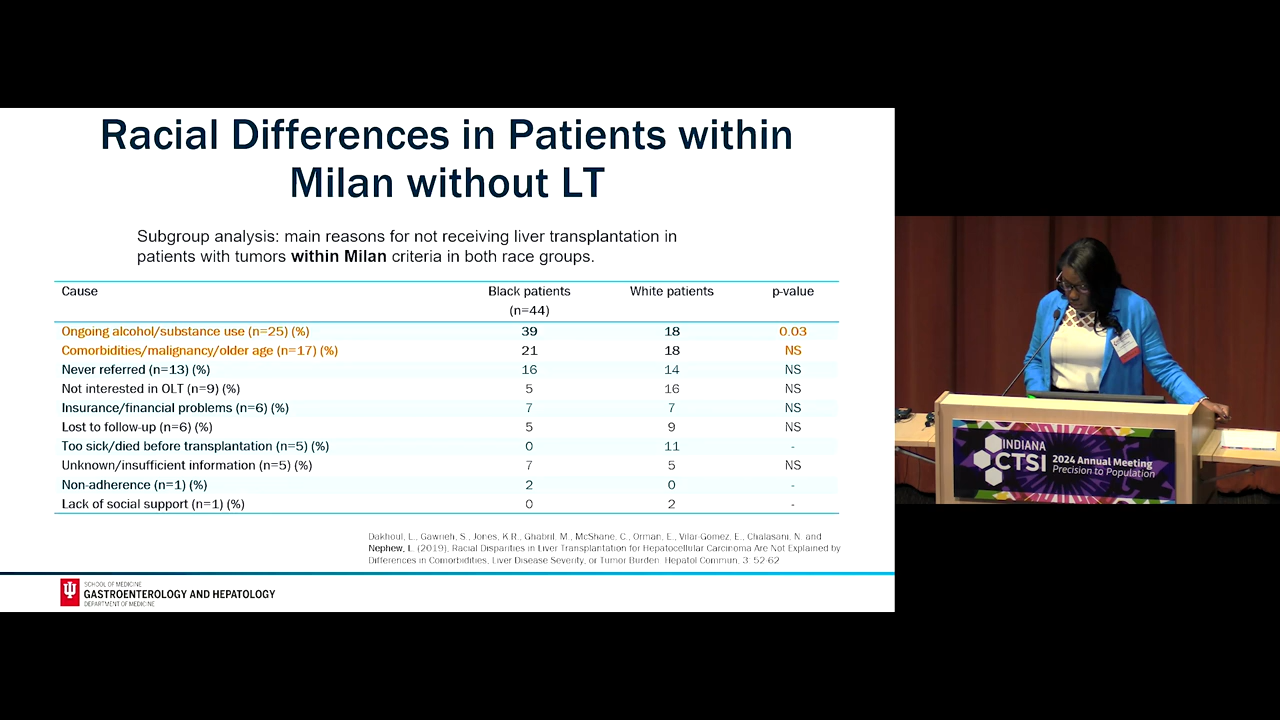 Racial Differences in Patients within
Milan without LT
Subgroup analysis: main reasons for not receiving liver transplantation in
patients with tumors within Milan criteria in both race groups.
Cause Black patients White patients p-value
(n=44)
Ongoing alcohol/substance use (n=25) (%) 39 18 0.03
Comorbidities/malignancy/older age (n=17) (%) 21 18 NS
Never referred (n=13) (%) 16 14 NS
Not interested in OLT (n=9) (%) 5 16 NS
Insurance/financial problems (n=6) (%) 7 7 NS
Lost to follow-up (n=6) (%) 5 9 NS
Too sick/died before transplantation (n=5) (%) 0 11 -
Unknown/insufficient information (n=5) (%) 7 5 NS
Non-adherence (n=1) (%) 2 0 -
Lack of social support (n=1) (%) 0 2 -
Dakhoul, L., Gawrieh, S., Jones, K.R., Ghabril, M., McShane, C., Orman, E., Vilar-Gomez, E., Chalasani, N. and
Nephew, L. (2019), Racial Disparities in Liver Transplantation for Hepatocellular Carcinoma Are Not Explained by
Differences in Comorbidities, Liver Disease Severity, or Tumor Burden. Hepatol Commun, 3: 52-62
SCHOOL OF MEDICINE
GASTROENTEROLOGY AND HEPATOLOGY
DEPARTMENT OF MEDICINE
INDIANA
CTSI
2024 Annual Meeting
Precision to Population